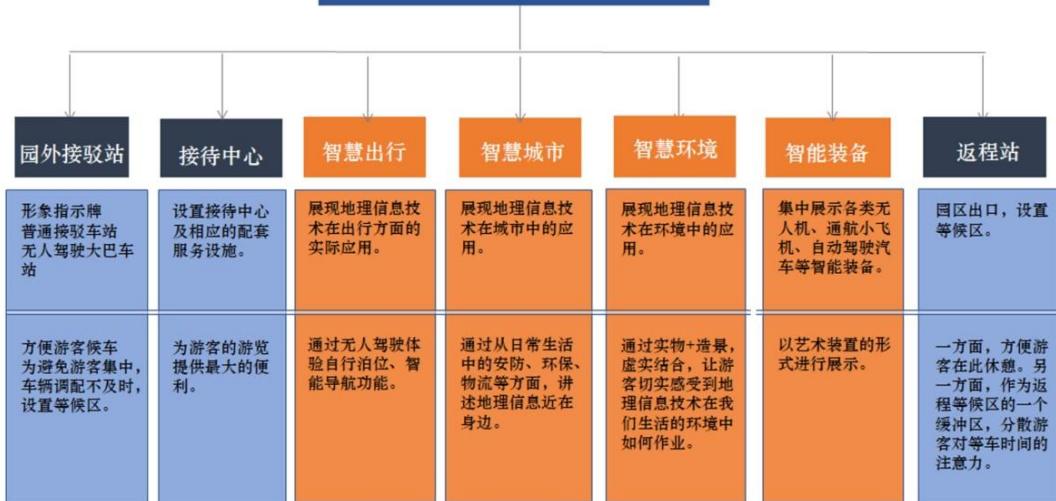 园外接驳站
接待中心
智慧出行
智慧城市
智慧环境
智能装备
返程站
形象指示牌
普通接驳车站
无人驾驶大巴车
站
设置接待中心
及相应的配套
服务设施。
展现地理信息技
术在出行方面的
实际应用。
展现地理信息技
术在城市中的应
用。
展现地理信息技
术在环境中的应
用。
集中展示各类无
人机、通航小飞
机、自动驾驶汽
车等智能装备。
园区出口，设置
等候区。
方便游客候车
为避免游客集中，
车辆调配不及时，
设置等候区。
为游客的游览
提供最大的便
利。
通过无人驾驶体
验自行泊位、智
能导航功能。
通过从日常生活
中的安防、环保、
物流等方面，讲
述地理信息近在
身边。
通过实物+造景，
虚实结合，让游
客切实感受到地
理信息技术在我
们生活的环境中
如何作业。
以艺术装置的形
式进行展示。
一方面，方便游
客在此休憩。另
一方面，作为返
程等候区的一个
缓冲区，分散游
客对等车时间的
注意力。